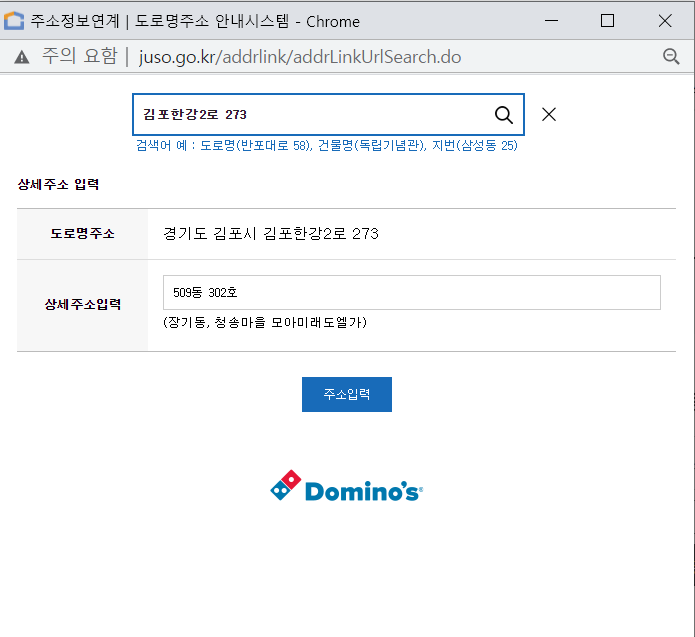 주소정보연계 | 도로명주소 안내시스템 - Chrome
주의 요함 | juso.go.kr/addrlink/addrLinkUrlSearch.do
김포한강2로 273
검색어 예 : 도로명(반포대로 58), 건물명(독립기념관), 지번(삼성동 25)
상세주소 입력
도로명주소 경기도 김포시 김포한강2로 273
상세주소입력 509동 302호
(장기동, 청송마을 모아미래도엘가)
주소입력
Domino's